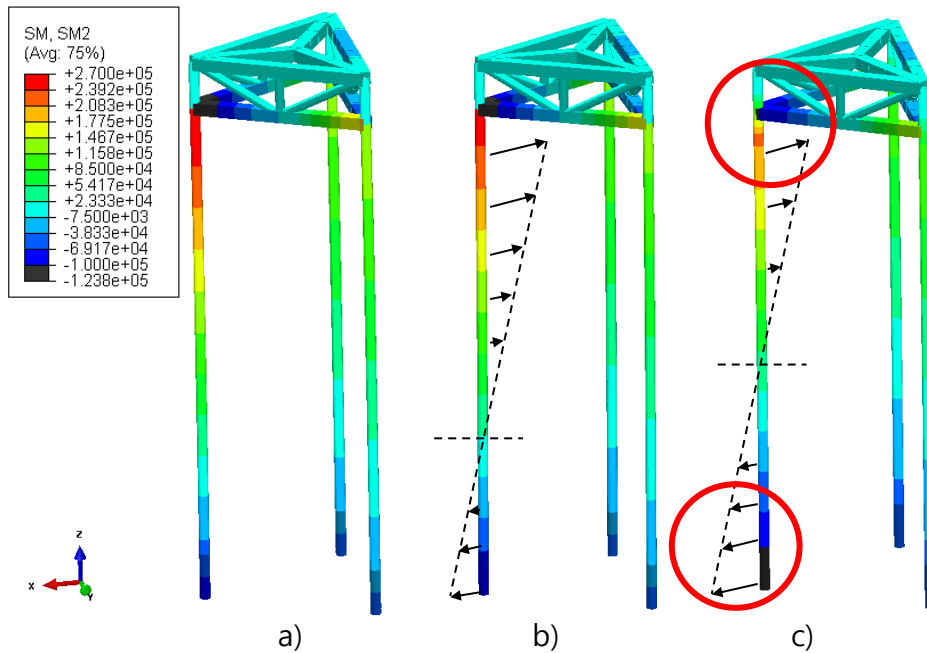 SM, SM2
(Avg: 75%)
+2.700e+05
+2.392e+05
+2.083e+05
+1.775e+05
+1.467e+05
+1.158e+05
+8.500e+04
+5.417e+04
+2.333e+04
-7.500e+03
-3.833e+04
-6.917e+04
-1.000e+05
-1.238e+05
Z
X
Y
a)
b)
c)